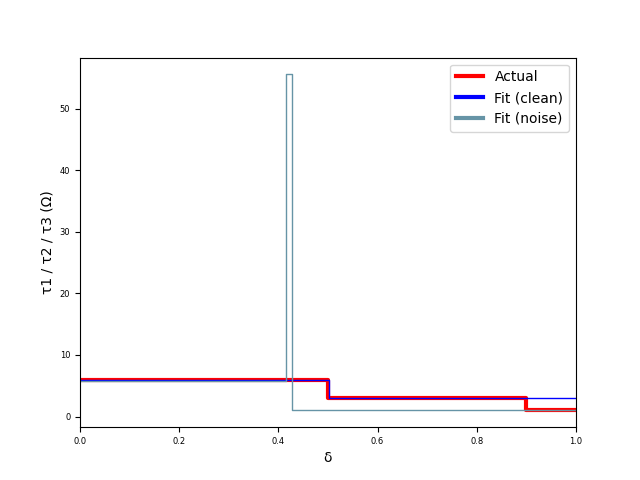 Actual
Fit (clean)
Fit (noise)
50
40
30
20
10
0
τ1 / τ2 / τ3 (Ω)
0.0 0.2 0.4 0.6 0.8 1.0
δ